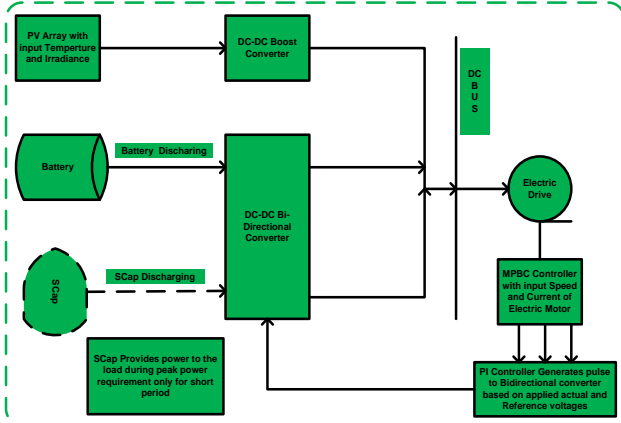 PV Array with
input Temperture
and Irradiance
DC-DC Boost
Converter
DC
B
U
S
Battery
Battery Discharing
DC-DC Bi-
Directional
Converter
Electric
Drive
SCap
SCap Discharging
MPBC Controller
with input Speed
and Current of
Electric Motor
SCap Provides power to the
load during peak power
requirement only for short
period
PI Controller Generates pulse
to Bidirectional converter
based on applied actual and
Reference voltages